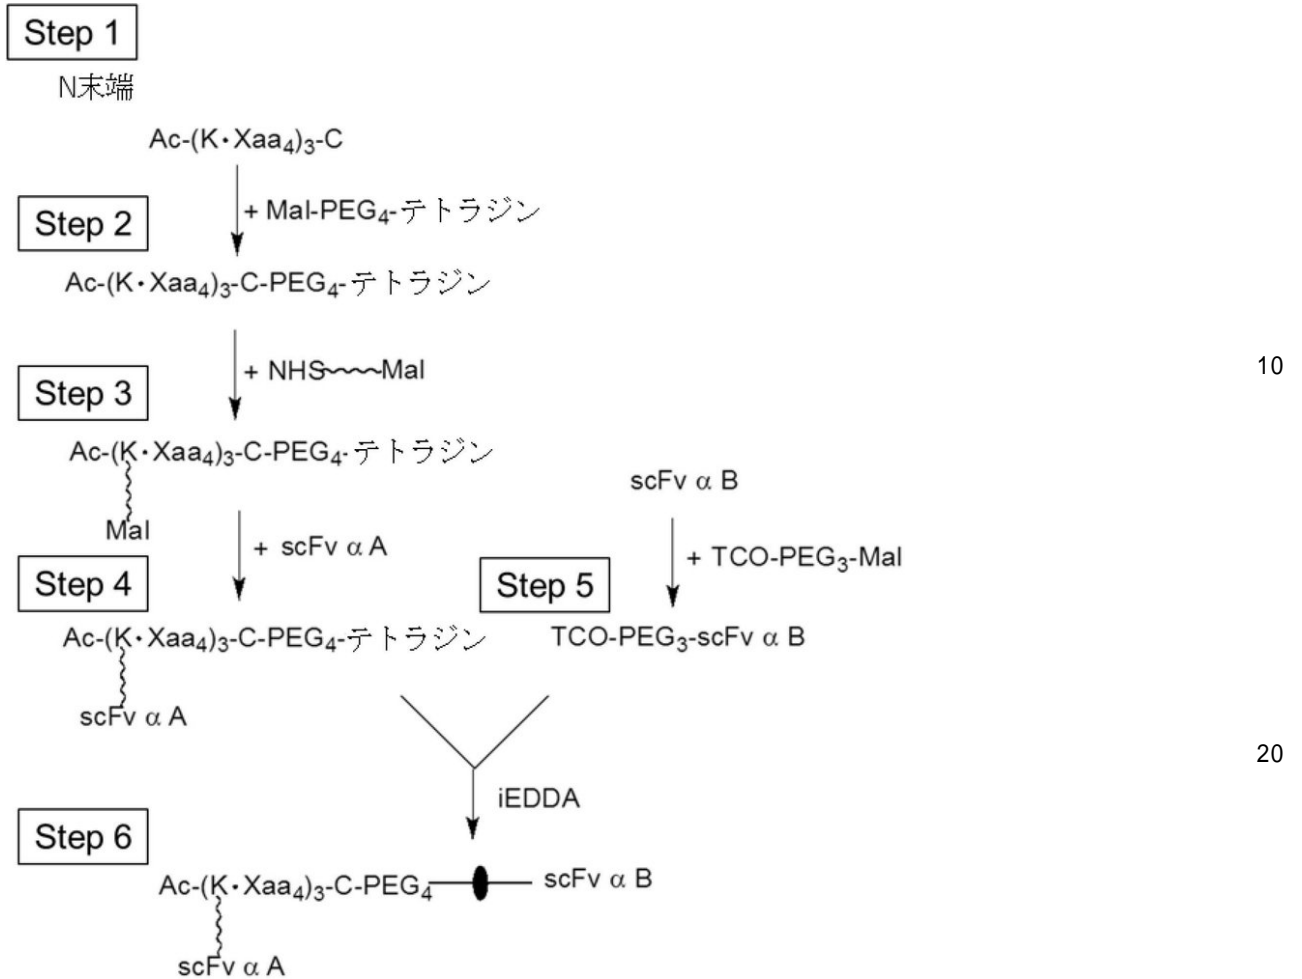 Step 1
N末端
Ac-(K・Xaa4)3-C
Step 2
+ Mal-PEG4-テトラジン
Ac-(K・Xaa4)3-C-PEG4-テトラジン
+ NHS Mal
10
Step 3
Ac-(K・Xaa4)3-C-PEG4-テトラジン
Mal
scFv α B
+ scFv α A
+ TCO-PEG3-Mal
Step 4
Step 5
Ac-(K・Xaa4)3-C-PEG4-テトラジン
TCO-PEG3-scFv α B
scFv α A
20
iEDDA
Step 6
Ac-(K・Xaa4)3-C-PEG4
scFv α B
scFv α A